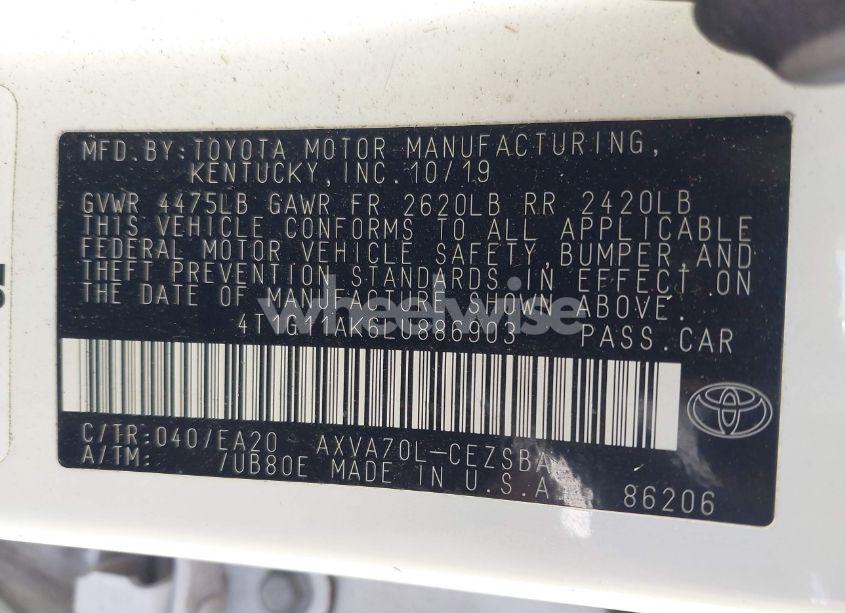 MFD. BY: TOYOTA MOTOR MANUFACTURING,
KENTUCKY, INC. 10/19
GVWR 4475LB GAWR FR 2620LB RR 2420LB
THIS VEHICLE CONFORMS TO ALL APPLICABLE
FEDERAL MOTOR VEHICLE SAFETY, BUMPER, AND
THEFT PREVENTION STANDARDS IN EFFECT ON
THE DATE OF MANUFACTURE SHOWN ABOVE.
wheelwise
PASS. CAR
C/TR: 040/EA20 AXVA70L-CEZSBA
A/TM: /UB80E MADE IN U.S.A.
86206